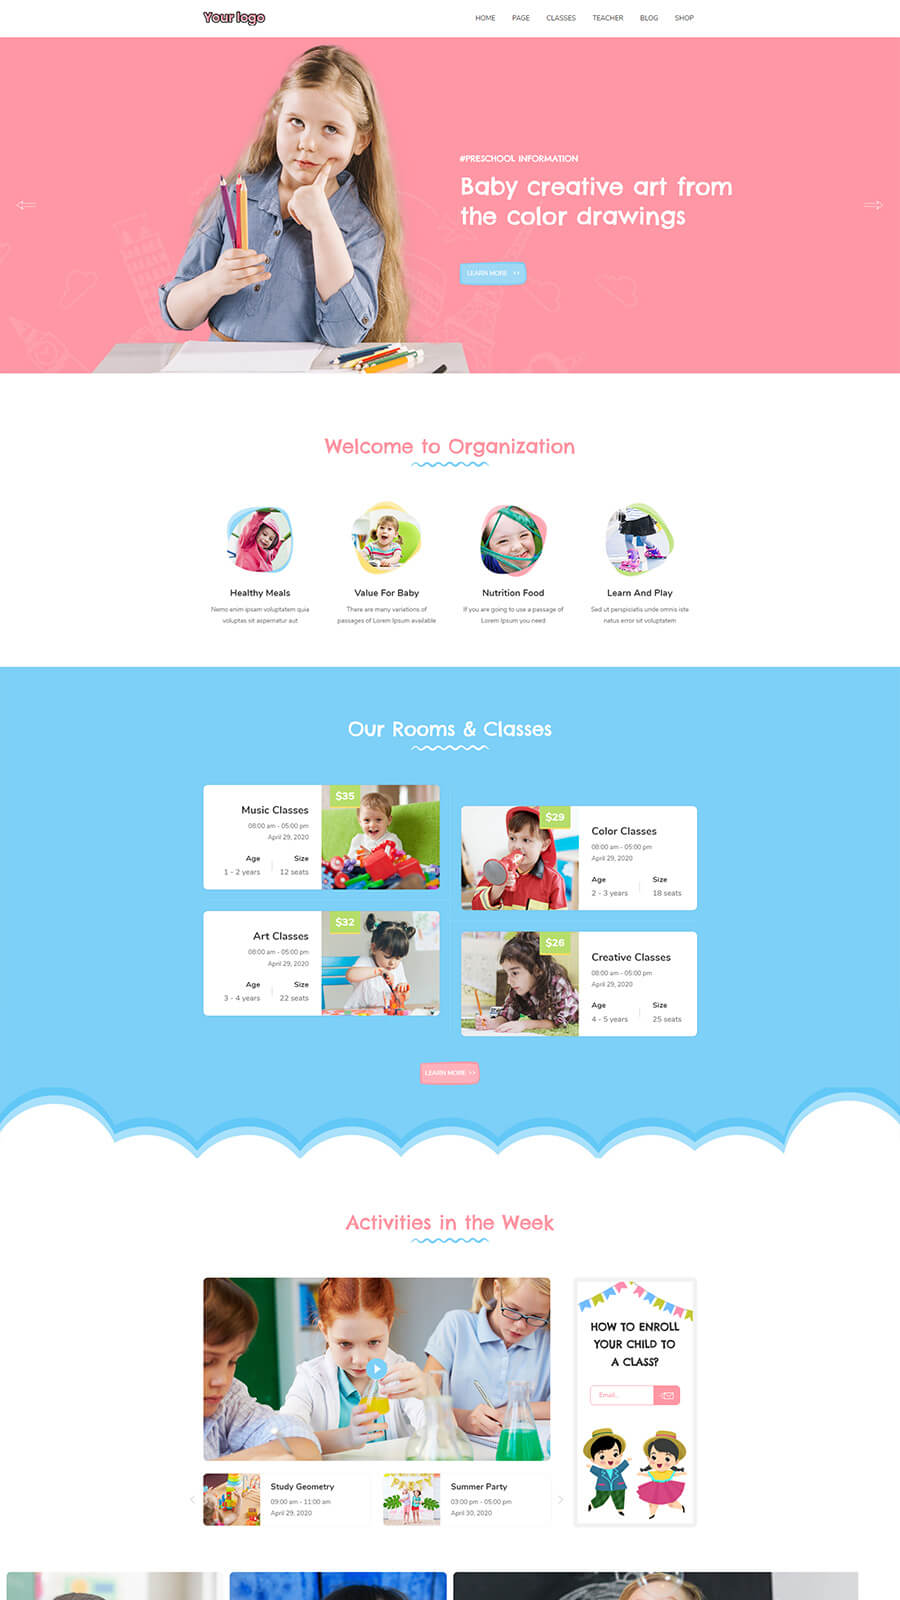 Your logo
HOME PAGE CLASSES TEACHER BLOG SHOP
#PRESCHOOL INFORMATION
Baby creative art from
the color drawings
LEARN MORE >>
Welcome to Organization
Healthy Meals
Nemo enim ipsam voluptatem quia
voluptas sit aspernatur aut
Value For Baby
There are many variations of
passages of Lorem Ipsum available
Nutrition Food
If you are going to use a passage of
Lorem Ipsum you need
Learn And Play
Sed ut perspiciatis unde omnis iste
natus error sit voluptatem
Our Rooms & Classes
Music Classes
08:00 am - 05:00 pm
April 29, 2020
Age Size
1 - 2 years 12 seats
$35
$29
Color Classes
08:00 am - 05:00 pm
April 29, 2020
Age Size
2 - 3 years 18 seats
Art Classes
08:00 am - 05:00 pm
April 29, 2020
Age Size
3 - 4 years 22 seats
$32
$26
Creative Classes
08:00 am - 05:00 pm
April 29, 2020
Age Size
4 - 5 years 25 seats
LEARN MORE >>
Activities in the Week
HOW TO ENROLL
YOUR CHILD TO
A CLASS?
Email...
Study Geometry
09:00 am - 11:00 am
April 29, 2020
Summer Party
03:00 pm - 05:00 pm
April 30, 2020